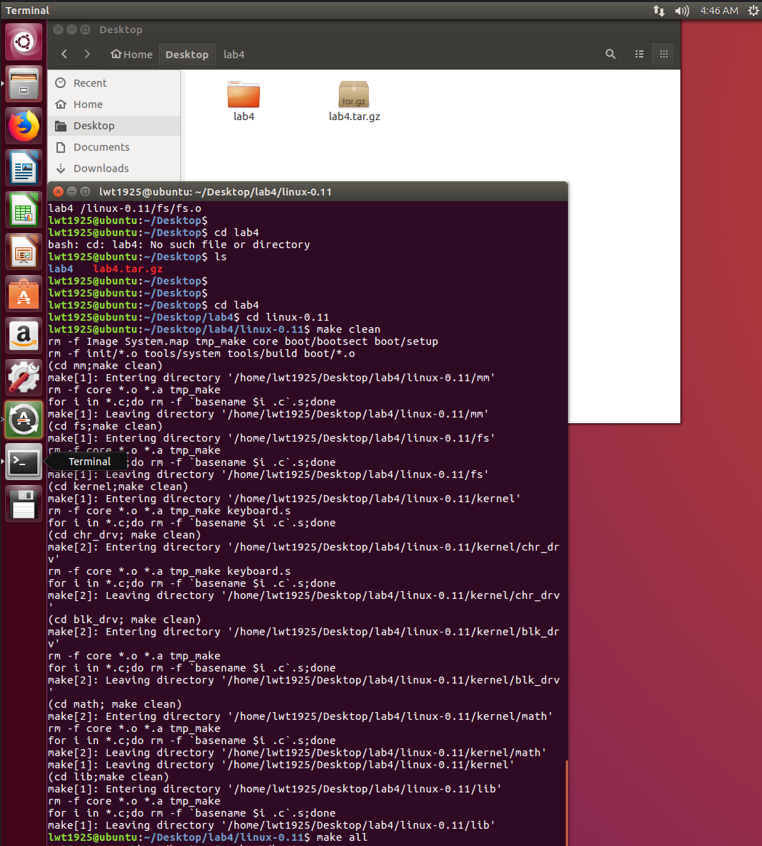 Terminal
4:46 AM
Desktop
Home
Desktop
lab4
Recent
Home
Desktop
Documents
Downloads
tar.gz
lab4
lab4.tar.gz
lwt1925@ubuntu: ~/Desktop/lab4/linux-0.11
lab4 /linux-0.11/fs/fs.o
lwt1925@ubuntu:~/Desktop$
lwt1925@ubuntu:~/Desktop$ cd lab4
bash: cd: lab4: No such file or directory
lwt1925@ubuntu:~/Desktop$ ls
lab4 lab4.tar.gz
lwt1925@ubuntu:~/Desktop$
lwt1925@ubuntu:~/Desktop$
lwt1925@ubuntu:~/Desktop$ cd lab4
lwt1925@ubuntu:~/Desktop/lab4$ cd linux-0.11
lwt1925@ubuntu:~/Desktop/lab4/linux-0.11$ make clean
rm -f Image System.map tmp_make core boot/bootsect boot/setup
rm -f init/*.o tools/system tools/build boot/*.o
(cd mm;make clean)
make[1]: Entering directory '/home/lwt1925/Desktop/lab4/linux-0.11/mm'
rm -f core *.o *.a tmp_make
for i in *.c;do rm -f `basename $i .c`.s;done
make[1]: Leaving directory '/home/lwt1925/Desktop/lab4/linux-0.11/mm'
(cd fs;make clean)
make[1]: Entering directory '/home/lwt1925/Desktop/lab4/linux-0.11/fs'
rm -f core *.o *.a tmp_make
Terminal
;do rm -f `basename $i .c`.s;done
make[1]: Leaving directory '/home/lwt1925/Desktop/lab4/linux-0.11/fs'
(cd kernel;make clean)
make[1]: Entering directory '/home/lwt1925/Desktop/lab4/linux-0.11/kernel'
rm -f core *.o *.a tmp_make keyboard.s
for i in *.c;do rm -f `basename $i .c`.s;done
(cd chr_drv; make clean)
make[2]: Entering directory '/home/lwt1925/Desktop/lab4/linux-0.11/kernel/chr_dr
v'
rm -f core *.o *.a tmp_make keyboard.s
for i in *.c;do rm -f `basename $i .c`.s;done
make[2]: Leaving directory '/home/lwt1925/Desktop/lab4/linux-0.11/kernel/chr_drv
'
(cd blk_drv; make clean)
make[2]: Entering directory '/home/lwt1925/Desktop/lab4/linux-0.11/kernel/blk_dr
v'
rm -f core *.o *.a tmp_make
for i in *.c;do rm -f `basename $i .c`.s;done
make[2]: Leaving directory '/home/lwt1925/Desktop/lab4/linux-0.11/kernel/blk_drv
'
(cd math; make clean)
make[2]: Entering directory '/home/lwt1925/Desktop/lab4/linux-0.11/kernel/math'
rm -f core *.o *.a tmp_make
for i in *.c;do rm -f `basename $i .c`.s;done
make[2]: Leaving directory '/home/lwt1925/Desktop/lab4/linux-0.11/kernel/math'
make[1]: Leaving directory '/home/lwt1925/Desktop/lab4/linux-0.11/kernel'
(cd lib;make clean)
make[1]: Entering directory '/home/lwt1925/Desktop/lab4/linux-0.11/lib'
rm -f core *.o *.a tmp_make
for i in *.c;do rm -f `basename $i .c`.s;done
make[1]: Leaving directory '/home/lwt1925/Desktop/lab4/linux-0.11/lib'
lwt1925@ubuntu:~/Desktop/lab4/linux-0.11$ make all